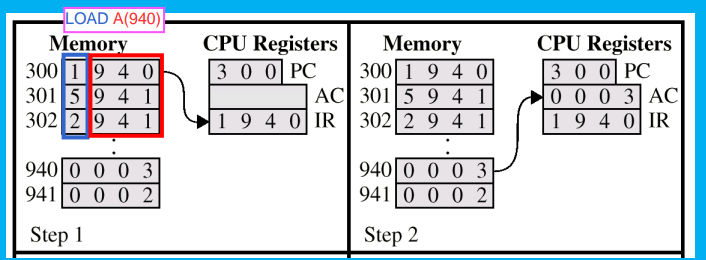 LOAD A(940)
Memory CPU Registers
300 1 9 4 0 3 0 0 PC
301 5 9 4 1 AC
302 2 9 4 1 1 9 4 0 IR
940 0 0 0 3
941 0 0 0 2
Step 1
Memory CPU Registers
300 1 9 4 0 3 0 0 PC
301 5 9 4 1 0 0 0 3 AC
302 2 9 4 1 1 9 4 0 IR
940 0 0 0 3
941 0 0 0 2
Step 2